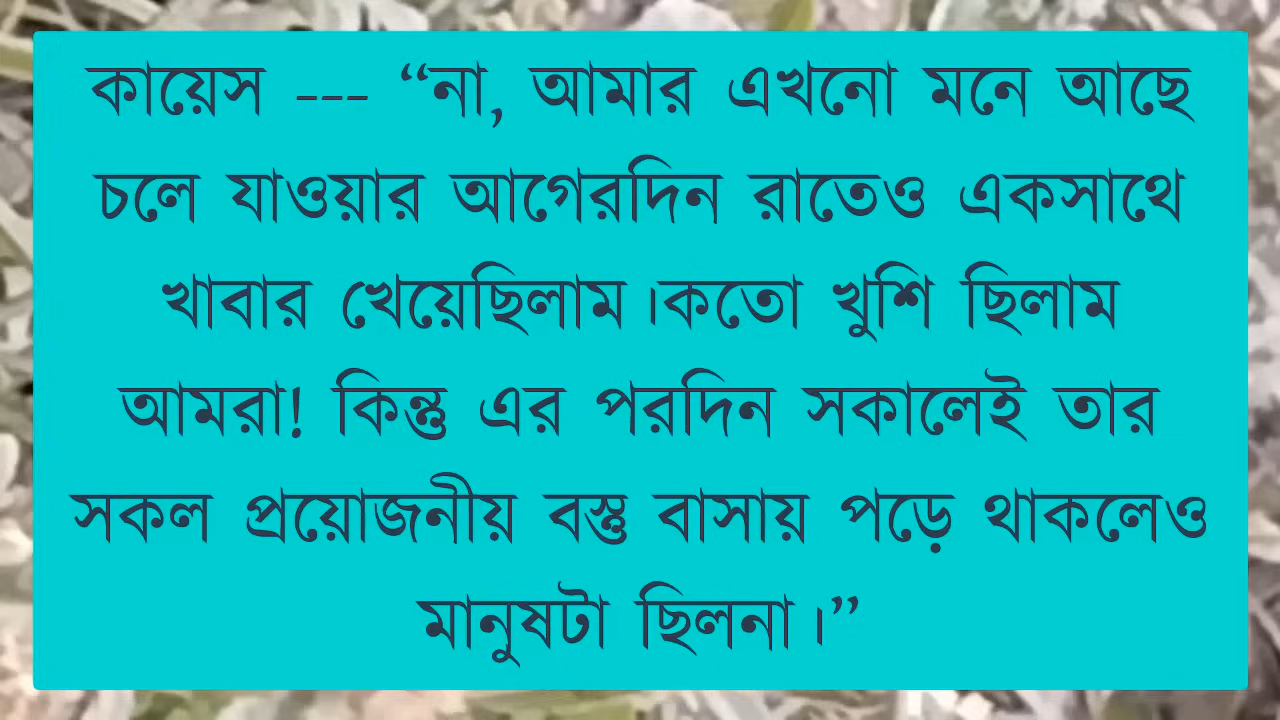 কায়েস --- “না, আমার এখনো মনে আছে
চলে যাওয়ার আগেরদিন রাতেও একসাথে
খাবার খেয়েছিলাম।কতো খুশি ছিলাম
আমরা! কিন্তু এর পরদিন সকালেই তার
সকল প্রয়োজনীয় বস্তু বাসায় পড়ে থাকলেও
মানুষটা ছিলনা।”